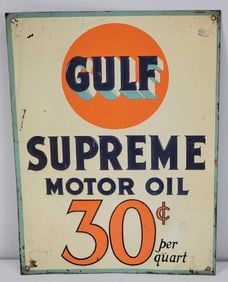 GULF
SUPREME
MOTOR OIL
30¢
per
quart